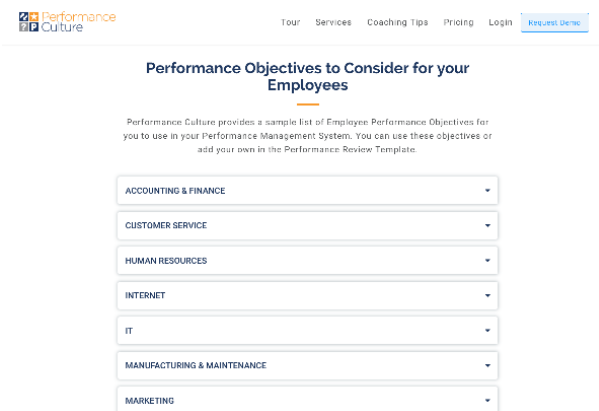 Performance
Culture
Tour Services Coaching Tips Pricing Login Request Demo
Performance Objectives to Consider for your
Employees
Performance Culture provides a sample list of Employee Performance Objectives for
you to use in your Performance Management System. You can use these objectives or
add your own in the Performance Review Template.
ACCOUNTING & FINANCE
CUSTOMER SERVICE
HUMAN RESOURCES
INTERNET
IT
MANUFACTURING & MAINTENANCE
MARKETING